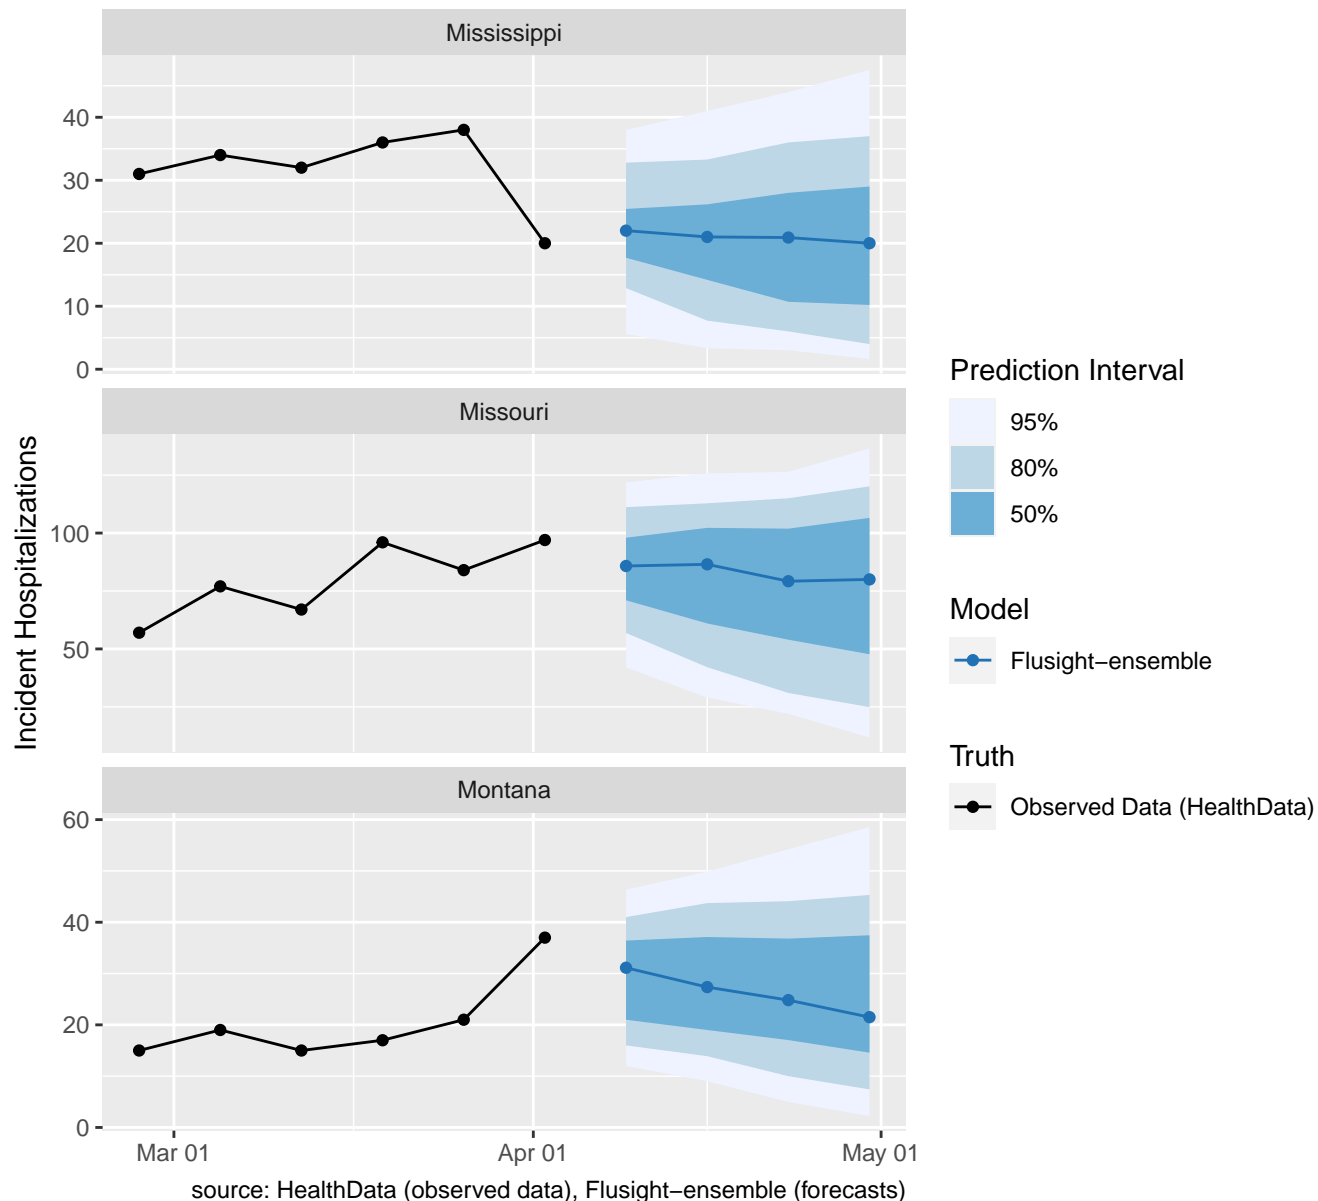 Mississippi
40
30
20
10
0
Missouri
100
50
Montana
60
40
20
0
Mar 01
Apr 01
May 01
Incident Hospitalizations
source: HealthData (observed data), Flusight−ensemble (forecasts)
Prediction Interval
95%
80%
50%
Model
Flusight−ensemble
Truth
Observed Data (HealthData)